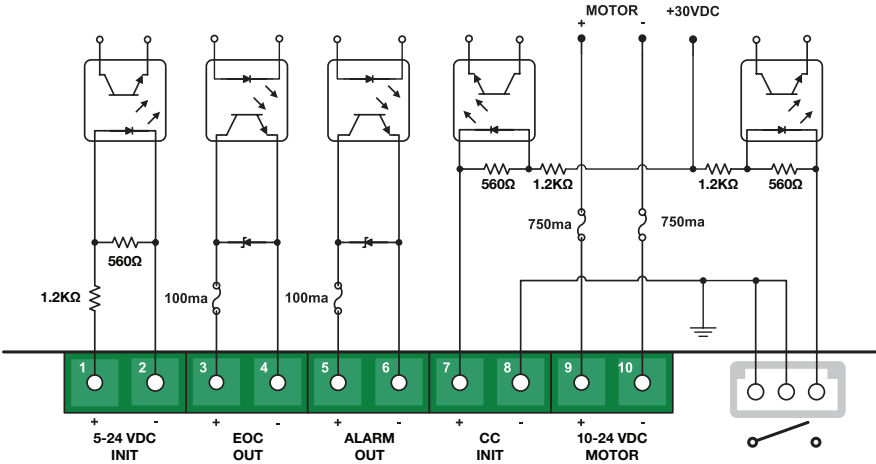 MOTOR
+ - +30VDC
560Ω 1.2KΩ 1.2KΩ 560Ω
750ma 750ma
560Ω
1.2KΩ 100ma 100ma
1 2 3 4 5 6 7 8 9 10
+ - + - + - + - + -
5-24 VDC EOC ALARM CC 10-24 VDC
INIT OUT OUT INIT MOTOR